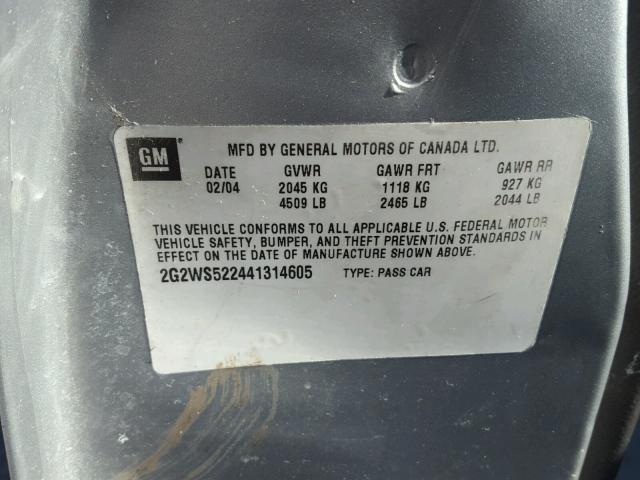 GM
MFD BY GENERAL MOTORS OF CANADA LTD.
DATE GVWR GAWR FRT GAWR RR
02/04 2045 KG 1118 KG 927 KG
4509 LB 2465 LB 2044 LB
THIS VEHICLE CONFORMS TO ALL APPLICABLE U.S. FEDERAL MOTOR
VEHICLE SAFETY, BUMPER, AND THEFT PREVENTION STANDARDS IN
EFFECT ON THE DATE OF MANUFACTURE SHOWN ABOVE.
2G2WS522441314605 TYPE: PASS CAR